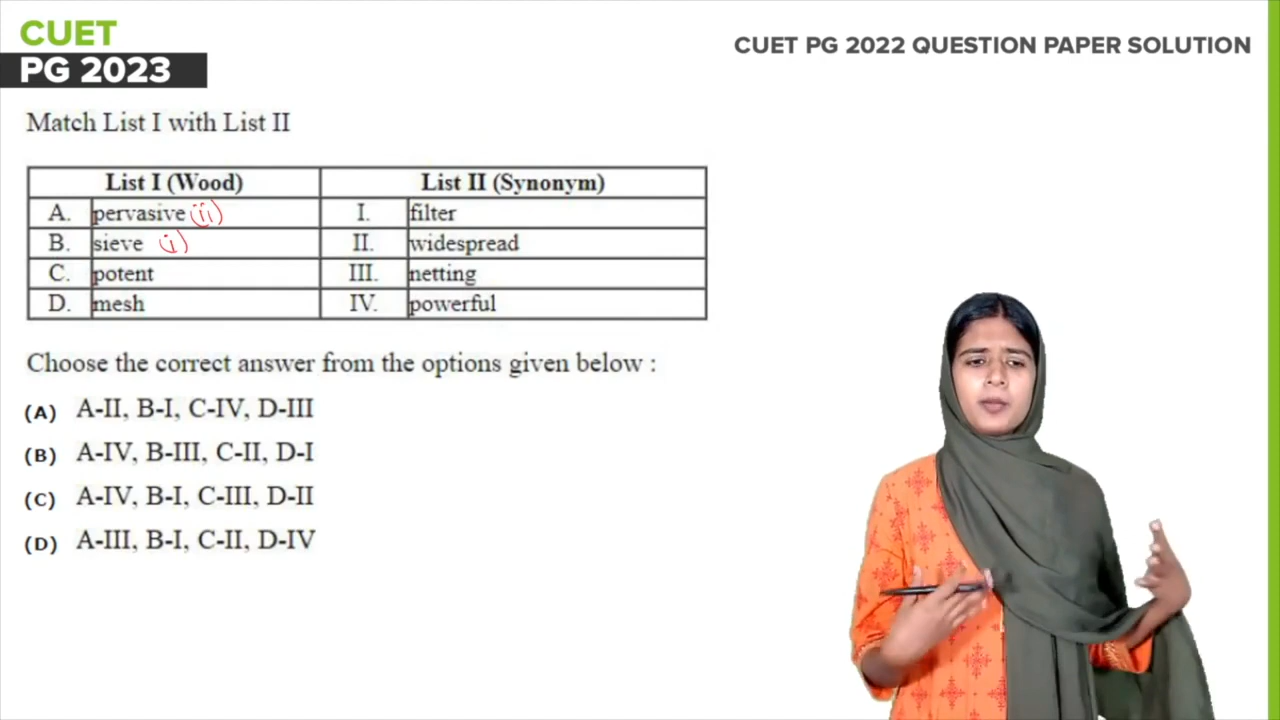 CUET
PG 2023
CUET PG 2022 QUESTION PAPER SOLUTION
Match List I with List II
List I (Wood) List II (Synonym)
A. pervasive (ii) I. filter
B. sieve (i) II. widespread
C. potent III. netting
D. mesh IV. powerful
Choose the correct answer from the options given below :
(A) A-II, B-I, C-IV, D-III
(B) A-IV, B-III, C-II, D-I
(C) A-IV, B-I, C-III, D-II
(D) A-III, B-I, C-II, D-IV